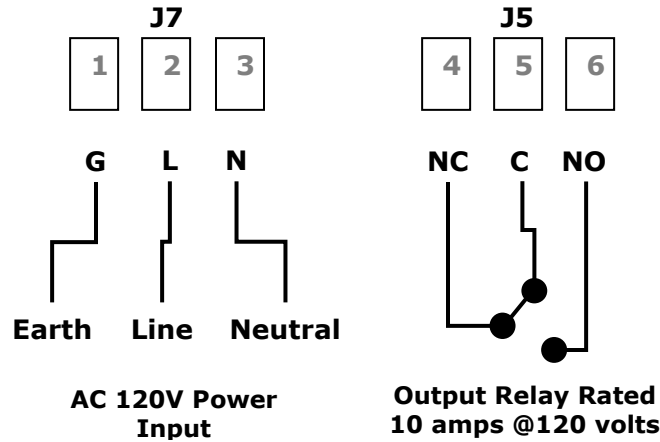 J7 J5
1 2 3 4 5 6
G L N NC C NO
Earth Line Neutral
AC 120V Power
Input
Output Relay Rated
10 amps @120 volts